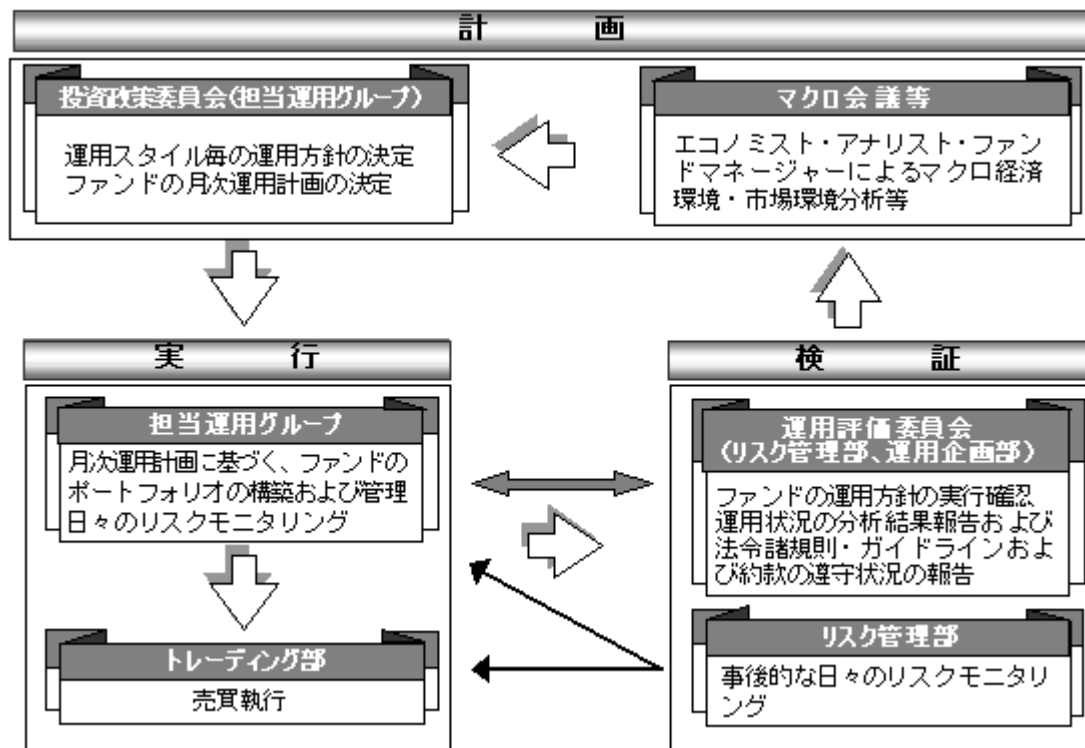 計画
投資政策委員会(担当運用グループ)
運用スタイル毎の運用方針の決定
ファンドの月次運用計画の決定
マクロ会議等
エコノミスト・アナリスト・ファン
ドマネージャーによるマクロ経済
環境・市場環境分析等
実行
担当運用グループ
月次運用計画に基づく、ファンドの
ポートフォリオの構築および管理
日々のリスクモニタリング
トレーディング部
売買執行
検証
運用評価委員会
(リスク管理部、運用企画部)
ファンドの運用方針の実行確認
運用状況の分析結果報告および
法令諸規則・ガイドラインおよ
び約款の遵守状況の報告
リスク管理部
事後的な日々のリスクモニタリ
ング